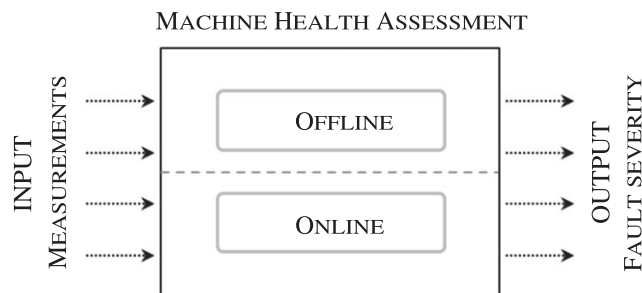 MACHINE HEALTH ASSESSMENT
INPUT
MEASUREMENTS
OFFLINE
ONLINE
OUTPUT
FAULT SEVERITY